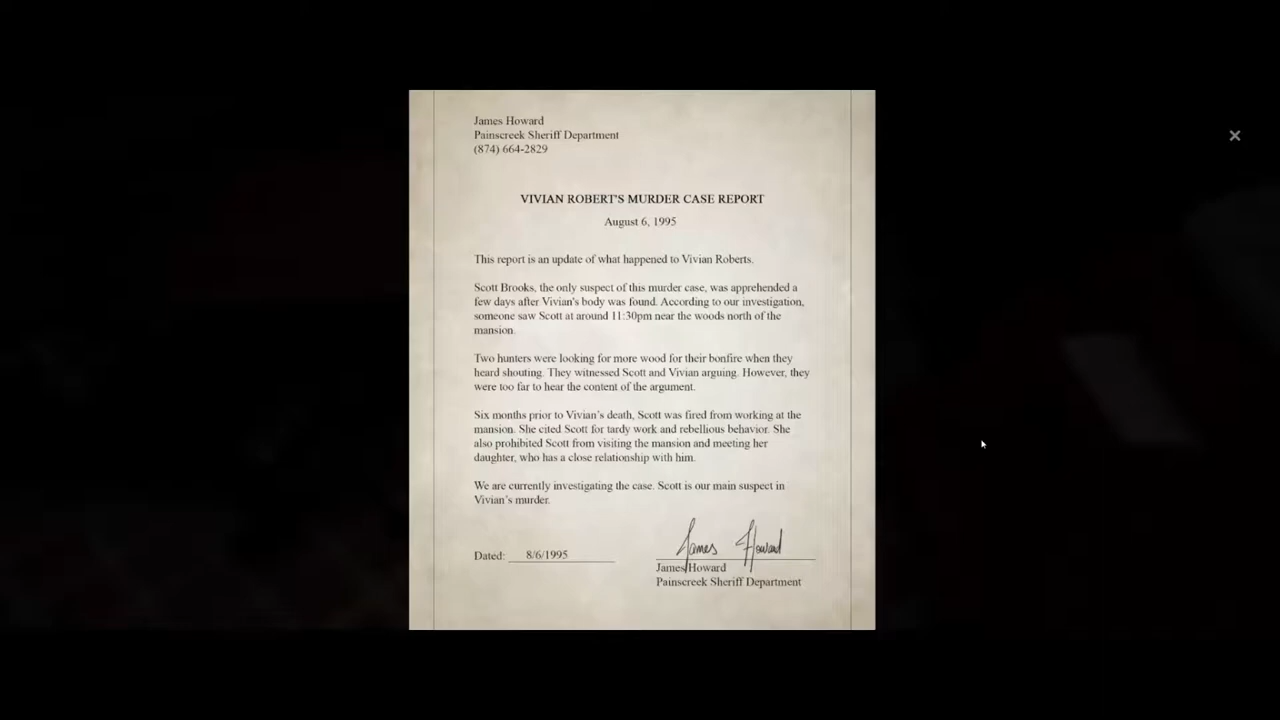 James Howard
Painscreek Sheriff Department
(874) 664-2829
VIVIAN ROBERT'S MURDER CASE REPORT
August 6, 1995
This report is an update of what happened to Vivian Roberts.
Scott Brooks, the only suspect of this murder case, was apprehended a
few days after Vivian's body was found. According to our investigation,
someone saw Scott at around 11:30pm near the woods north of the
mansion.
Two hunters were looking for more wood for their bonfire when they
heard shouting. They witnessed Scott and Vivian arguing. However, they
were too far to hear the content of the argument.
Six months prior to Vivian's death, Scott was fired from working at the
mansion. She cited Scott for tardy work and rebellious behavior. She
also prohibited Scott from visiting the mansion and meeting her
daughter, who has a close relationship with him.
We are currently investigating the case. Scott is our main suspect in
Vivian's murder.
James Howard
Dated: 8/6/1995
James Howard
Painscreek Sheriff Department